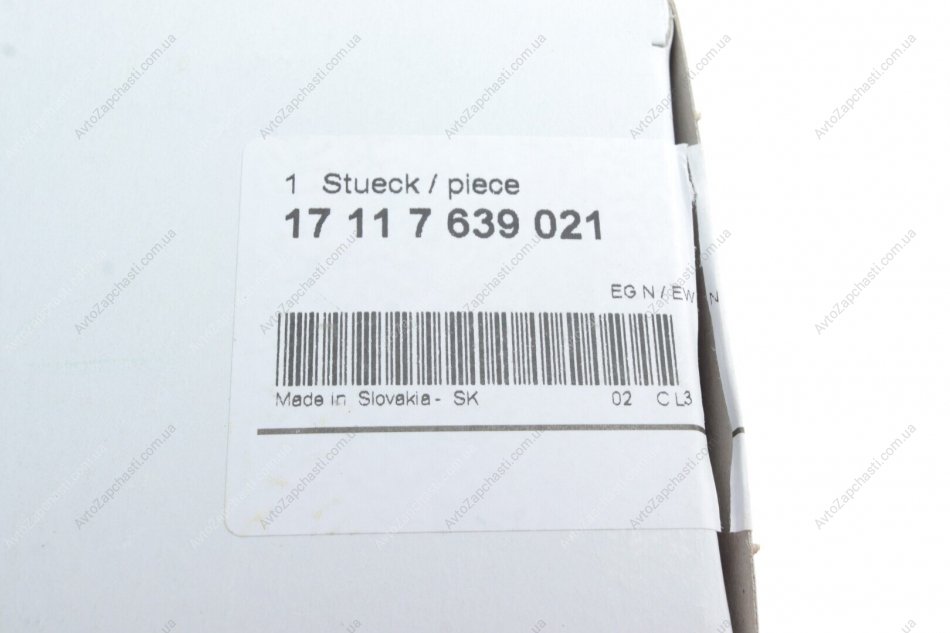 1 Stueck / piece
17 11 7 639 021
EG N / EW N
Made in Slovakia - SK 02 C L3
AvtoZapchasti.com.ua